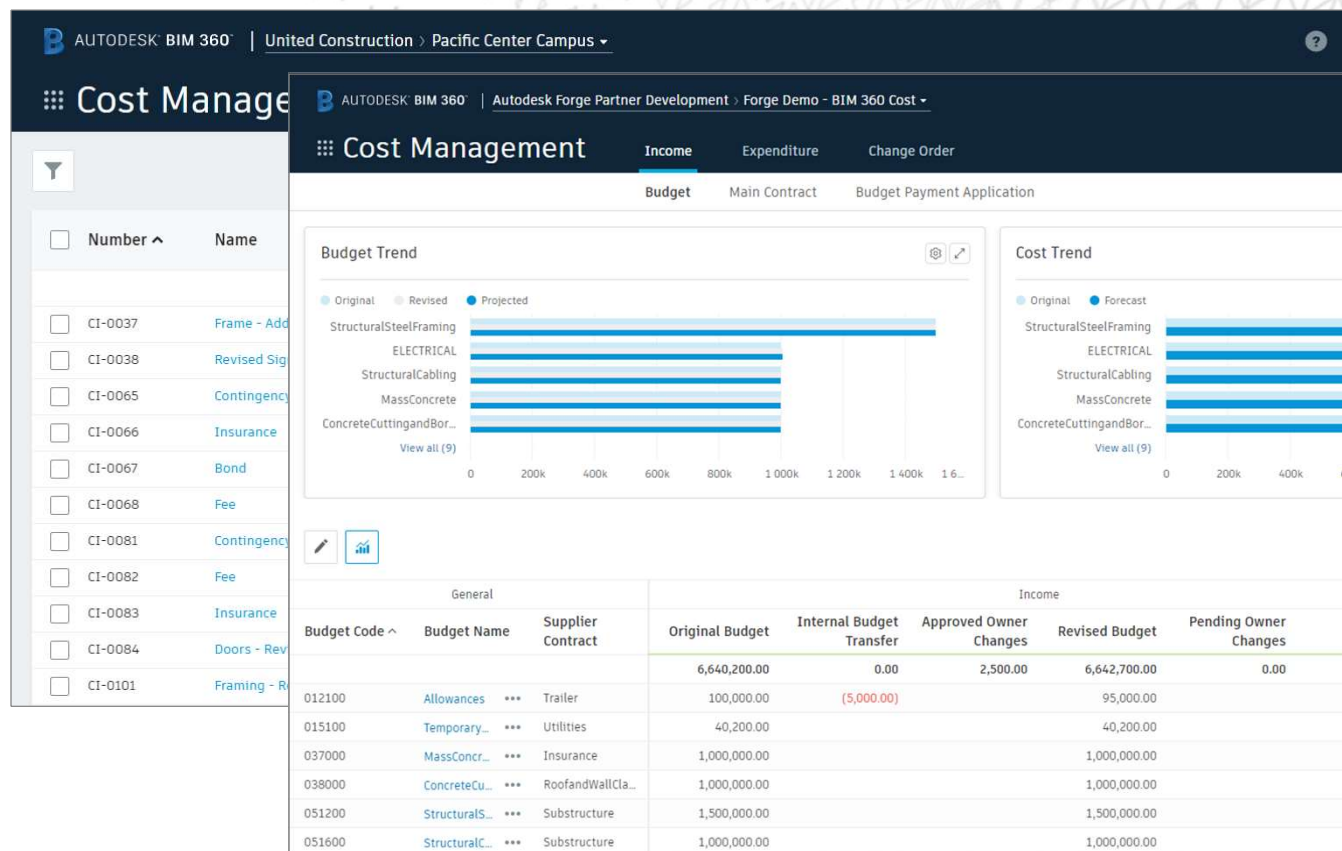 AUTODESK® BIM 360® | United Construction > Pacific Center Campus
?
Cost Manage
Number Name
CI-0037 Frame - Add
CI-0038 Revised Sig
CI-0065 Contingency
CI-0066 Insurance
CI-0067 Bond
CI-0068 Fee
CI-0081 Contingency
CI-0082 Fee
CI-0083 Insurance
CI-0084 Doors - Rev
CI-0101 Framing - R
AUTODESK® BIM 360® | Autodesk Forge Partner Development > Forge Demo - BIM 360 Cost
Cost Management Income Expenditure Change Order
Budget Main Contract Budget Payment Application
Budget Trend
Original Revised Projected
StructuralSteelFraming
ELECTRICAL
StructuralCabling
MassConcrete
ConcreteCuttingandBor...
View all (9)
0 200k 400k 600k 800k 1 000k 1 200k 1 400k 1 6...
Cost Trend
Original Forecast
StructuralSteelFraming
ELECTRICAL
StructuralCabling
MassConcrete
ConcreteCuttingandBor...
View all (9)
0 200k 400k
General Income
Budget Code Budget Name Supplier Contract Original Budget Internal Budget Transfer Approved Owner Changes Revised Budget Pending Owner Changes
6,640,200.00 0.00 2,500.00 6,642,700.00 0.00
012100 Allowances ••• Trailer 100,000.00 (5,000.00) 95,000.00
015100 Temporary... ••• Utilities 40,200.00 40,200.00
037000 MassConcr... ••• Insurance 1,000,000.00 1,000,000.00
038000 ConcreteCu... ••• RoofandWallCla... 1,000,000.00 1,000,000.00
051200 StructuralS... ••• Substructure 1,500,000.00 1,500,000.00
051600 StructuralC... ••• Substructure 1,000,000.00 1,000,000.00